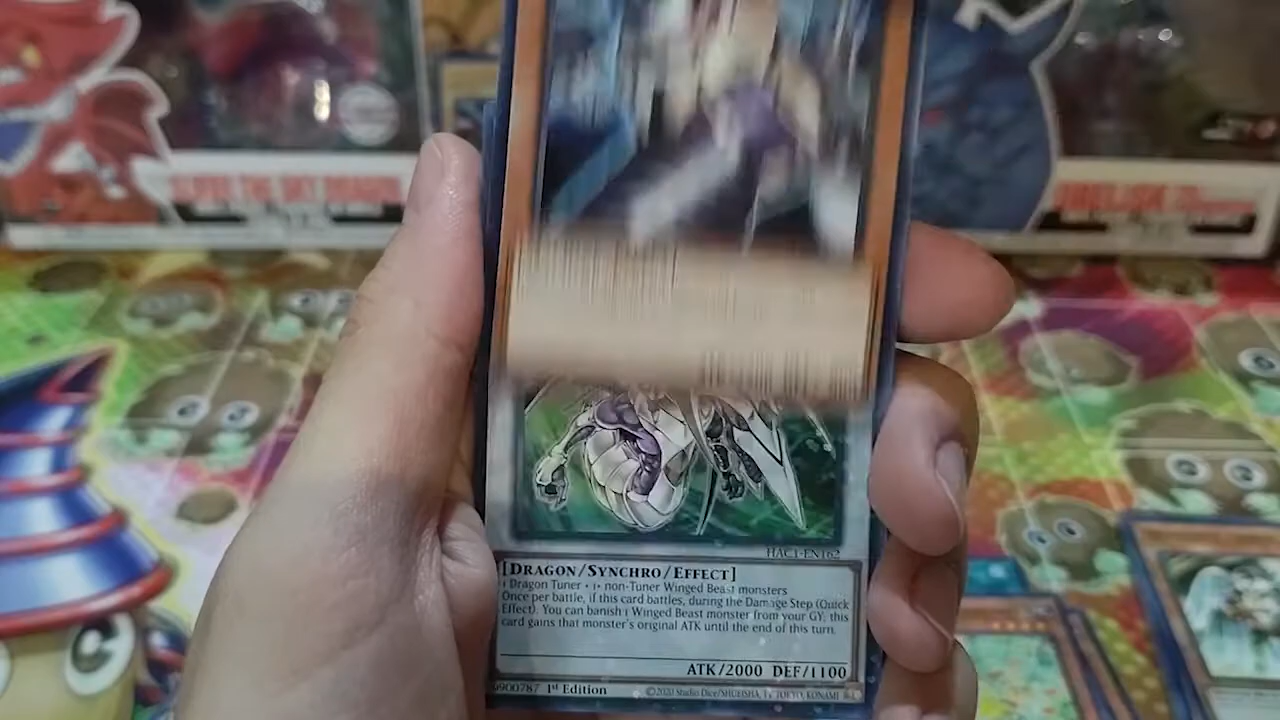 HAC1-EN162
[DRAGON/SYNCHRO/EFFECT]
1 Dragon Tuner + 1+ non-Tuner Winged Beast monsters
Once per battle, if this card battles, during the Damage Step (Quick
Effect): You can banish 1 Winged Beast monster from your GY; this
card gains that monster's original ATK until the end of this turn.
ATK/2000 DEF/1100
9900787 1st Edition
©2020 Studio Dice/SHUEISHA, TV TOKYO, KONAMI